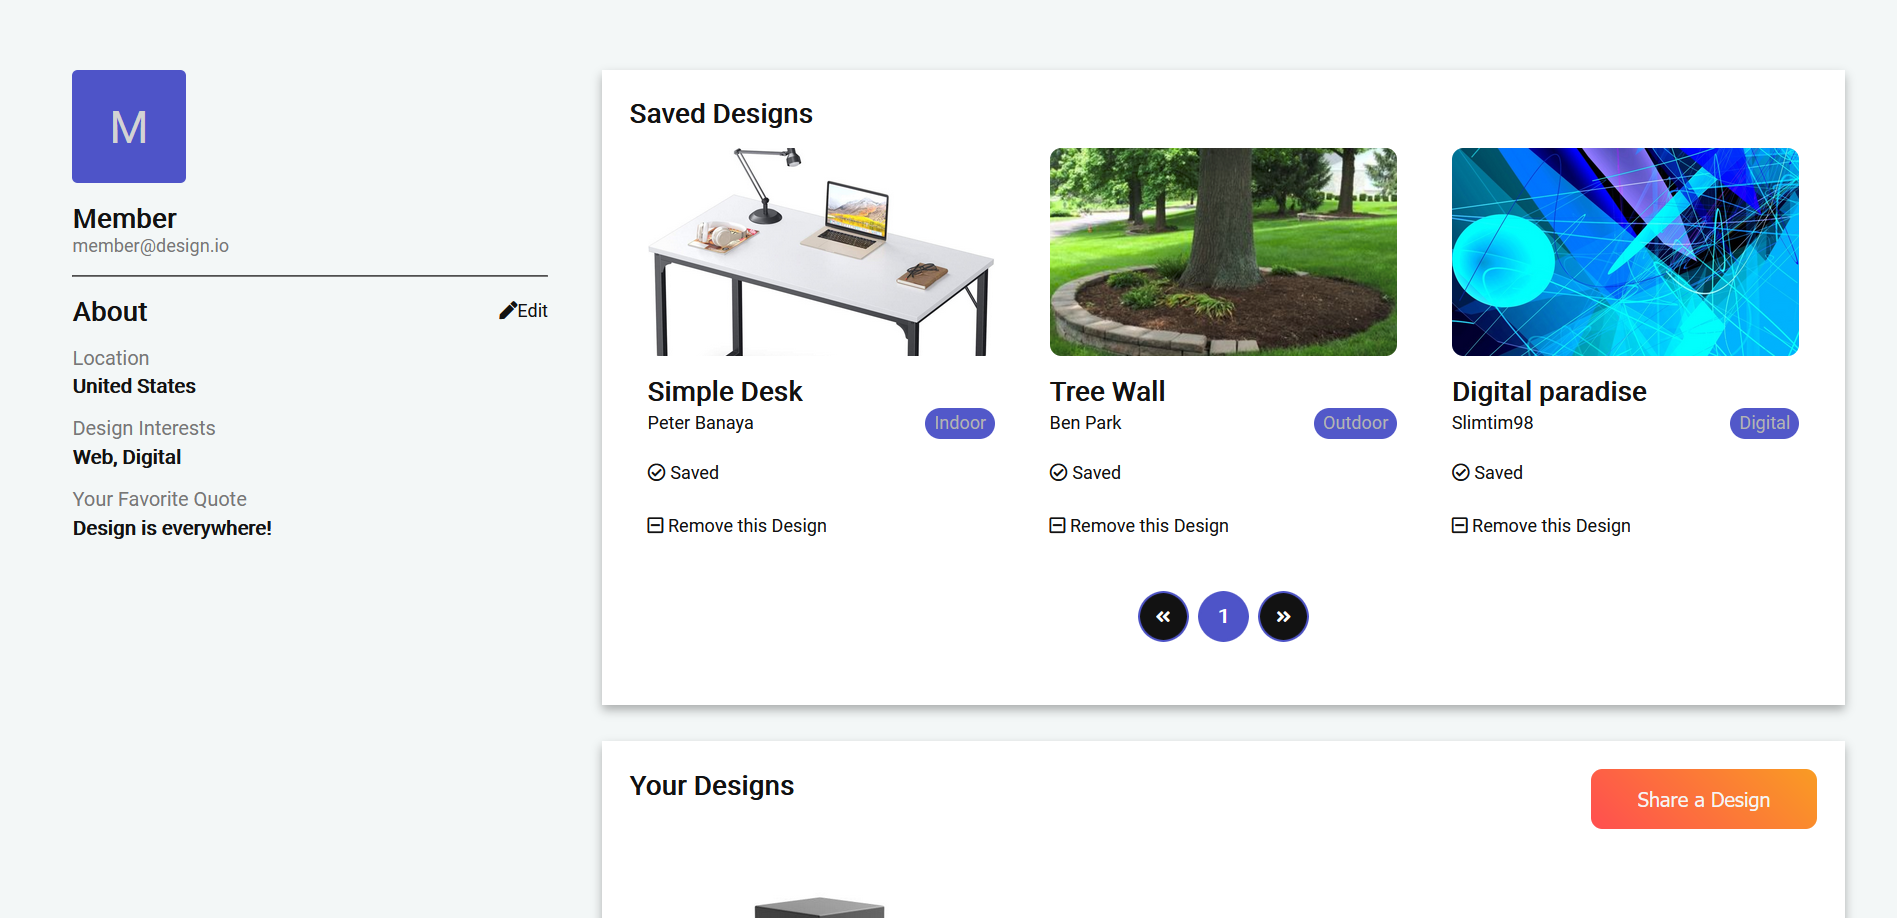 M
Member
member@design.io
About
Edit
Location
United States
Design Interests
Web, Digital
Your Favorite Quote
Design is everywhere!
Saved Designs
Simple Desk
Peter Banaya
Indoor
Saved
Remove this Design
Tree Wall
Ben Park
Outdoor
Saved
Remove this Design
Digital paradise
Slimtim98
Digital
Saved
Remove this Design
« 1 »
Your Designs
Share a Design